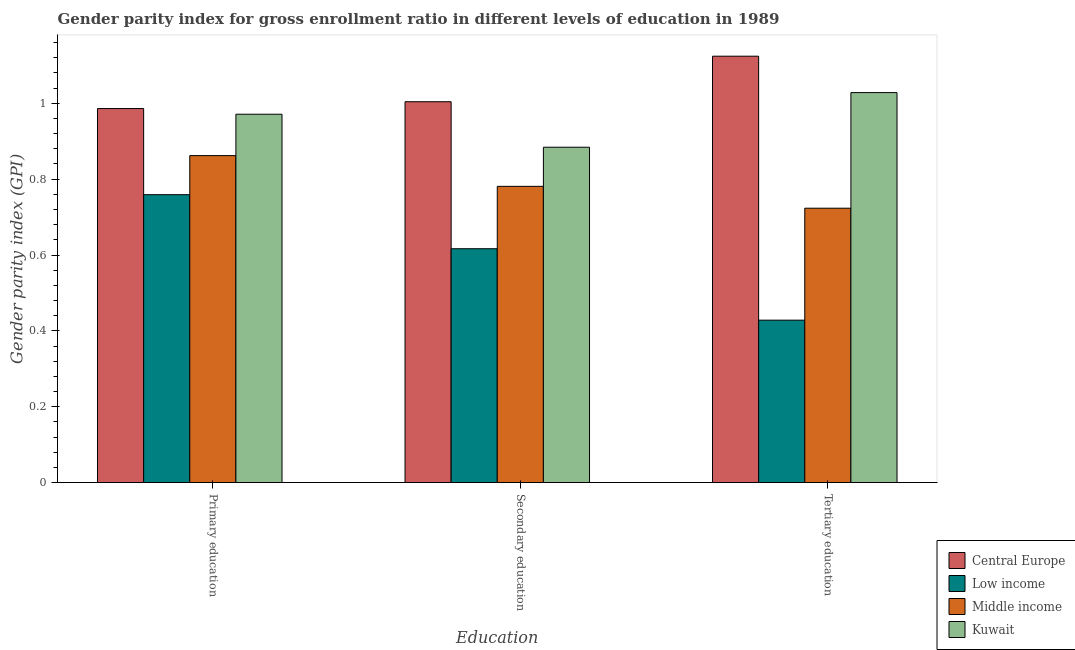 Gender parity index for gross enrollment ratio in different levels of education in 1989
Gender parity index (GPI)
1
0.8
0.6
0.4
0.2
0
Primary education
Secondary education
Tertiary education
Education
Central Europe
Low income
Middle income
Kuwait